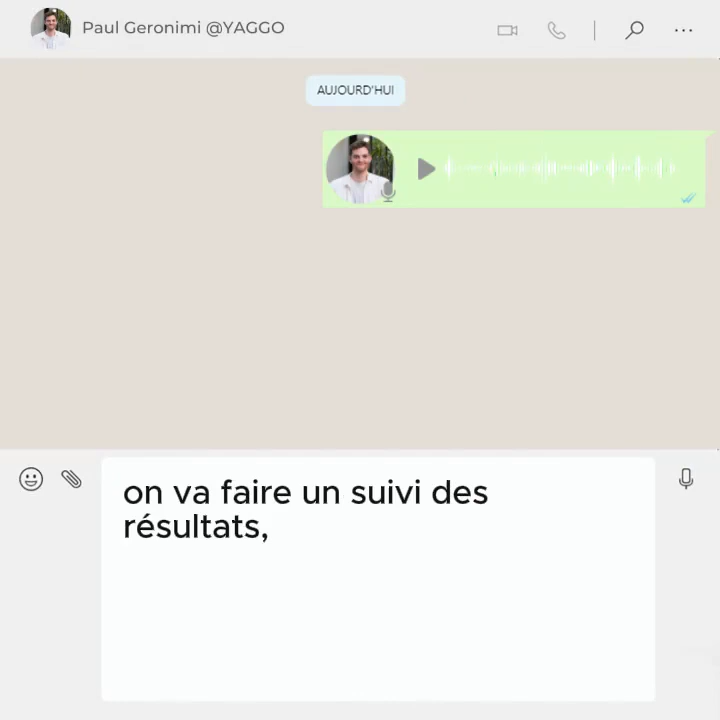 Paul Geronimi @YAGGO
AUJOURD'HUI
on va faire un suivi des
résultats,